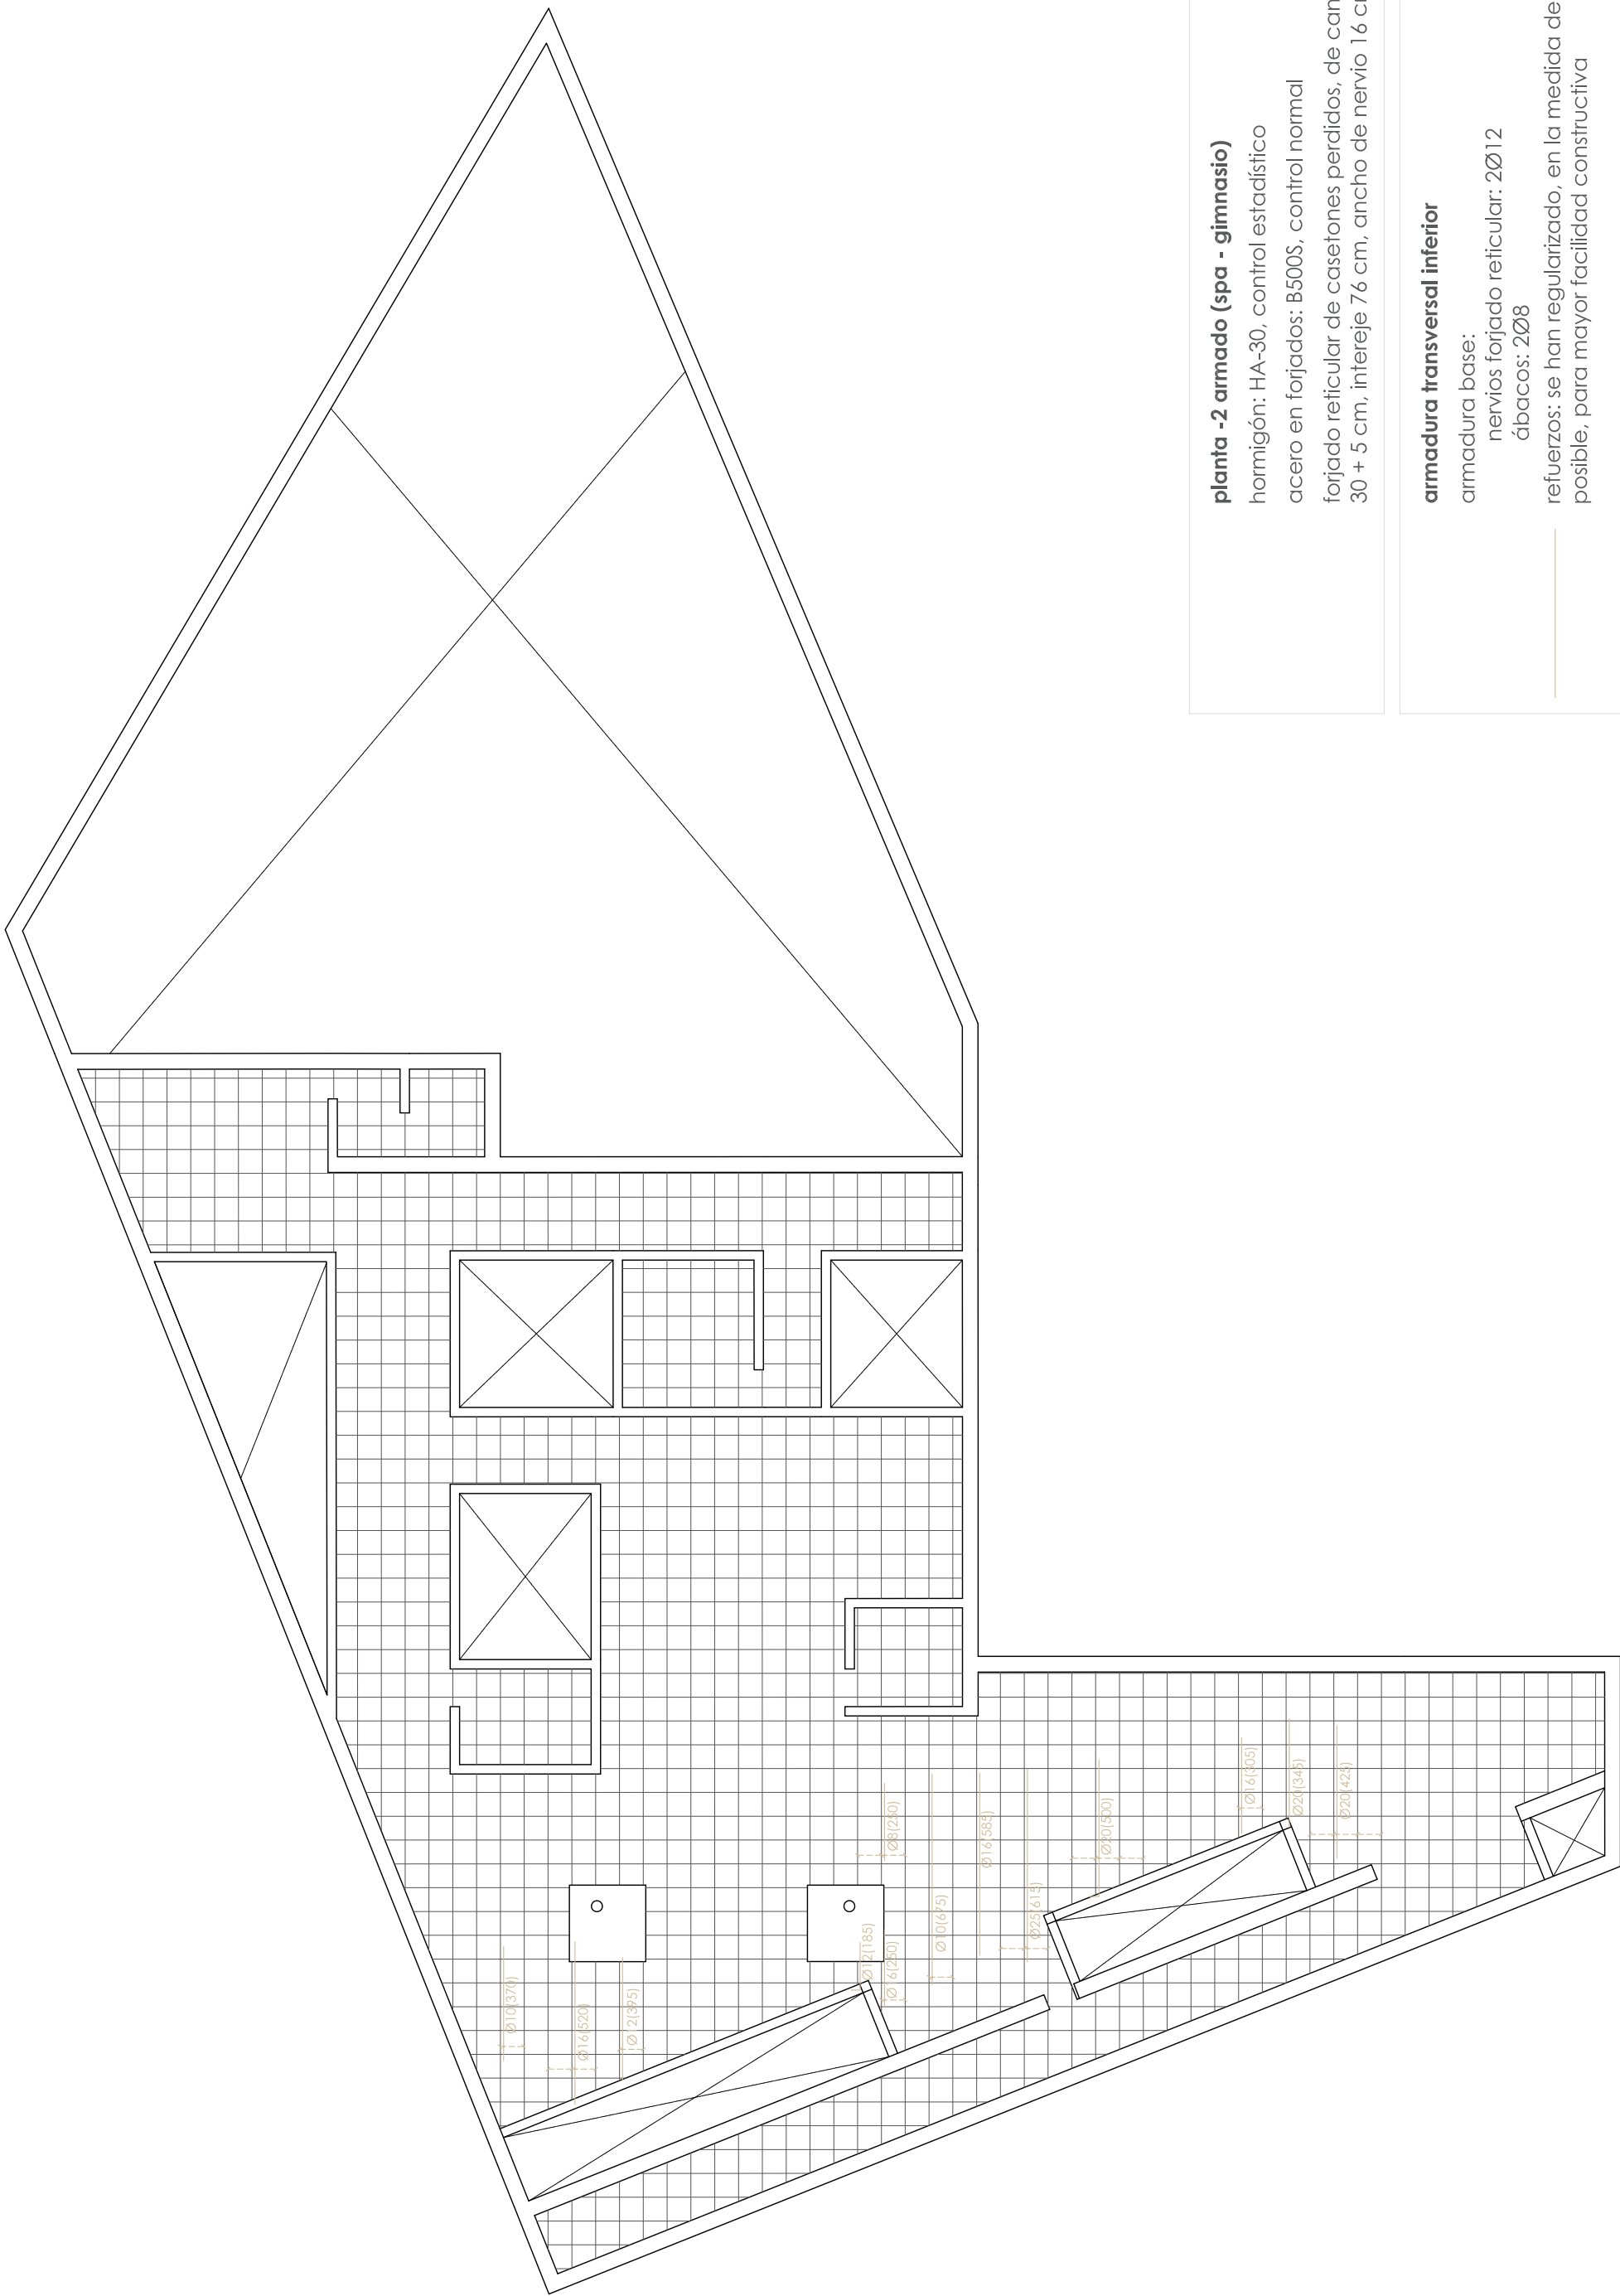 planta -2 armado (spa - gimnasio)
hormigón: HA-30, control estadístico
acero en forjados: B500S, control normal
forjado reticular de casetones perdidos, de can
30 + 5 cm, intereje 76 cm, ancho de nervio 16 c
armadura transversal inferior
armadura base:
nervios forjado reticular: 2Ø12
ábacos: 2Ø8
refuerzos: se han regularizado, en la medida de
posible, para mayor facilidad constructiva
Ø10(370)
Ø16(520)
Ø12(395)
Ø12(185)
Ø16(250)
Ø8(250)
Ø10(675)
Ø16(585)
Ø25(615)
Ø20(500)
Ø16(305)
Ø20(345)
Ø20(425)